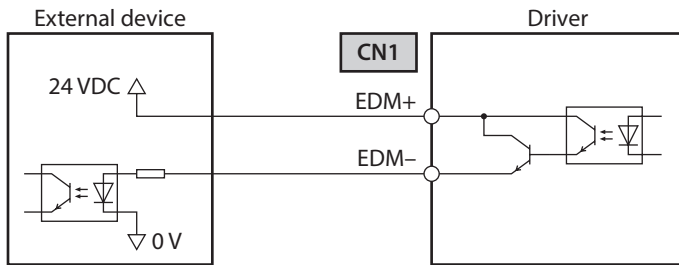 External device
Driver
CN1
24 VDC
EDM+
EDM–
0 V